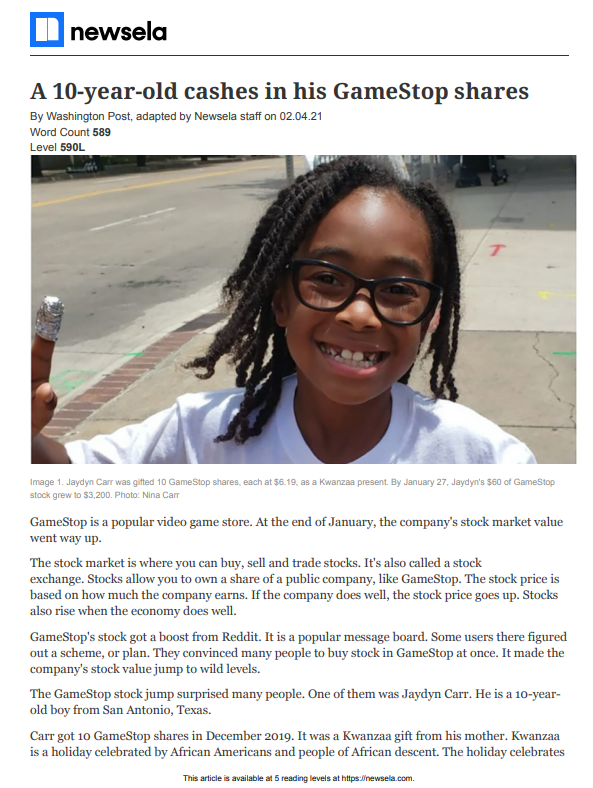 newsela
A 10-year-old cashes in his GameStop shares
By Washington Post, adapted by Newsela staff on 02.04.21
Word Count 589
Level 590L
Image 1. Jaydyn Carr was gifted 10 GameStop shares, each at $6.19, as a Kwanzaa present. By January 27, Jaydyn's $60 of GameStop
stock grew to $3,200. Photo: Nina Carr
GameStop is a popular video game store. At the end of January, the company's stock market value
went way up.
The stock market is where you can buy, sell and trade stocks. It's also called a stock
exchange. Stocks allow you to own a share of a public company, like GameStop. The stock price is
based on how much the company earns. If the company does well, the stock price goes up. Stocks
also rise when the economy does well.
GameStop's stock got a boost from Reddit. It is a popular message board. Some users there figured
out a scheme, or plan. They convinced many people to buy stock in GameStop at once. It made the
company's stock value jump to wild levels.
The GameStop stock jump surprised many people. One of them was Jaydyn Carr. He is a 10-year-
old boy from San Antonio, Texas.
Carr got 10 GameStop shares in December 2019. It was a Kwanzaa gift from his mother. Kwanzaa
is a holiday celebrated by African Americans and people of African descent. The holiday celebrates
This article is available at 5 reading levels at https://newsela.com.